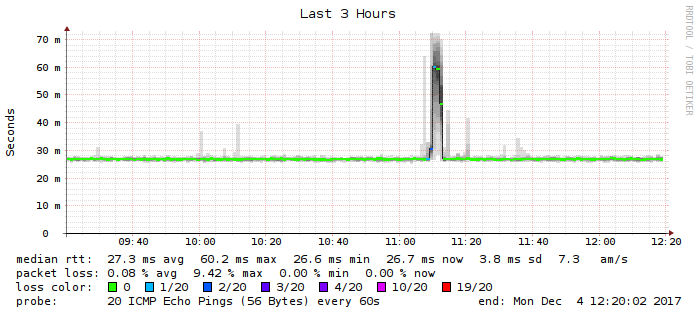 Last 3 Hours
RRDTOOL / TOBI OETIKER
Seconds
70 m
60 m
50 m
40 m
30 m
20 m
10 m
0
09:40 10:00 10:20 10:40 11:00 11:20 11:40 12:00 12:20
median rtt: 27.3 ms avg 60.2 ms max 26.6 ms min 26.7 ms now 3.8 ms sd 7.3 am/s
packet loss: 0.08 % avg 9.42 % max 0.00 % min 0.00 % now
loss color: 0 1/20 2/20 3/20 4/20 10/20 19/20
probe: 20 ICMP Echo Pings (56 Bytes) every 60s end: Mon Dec 4 12:20:02 2017